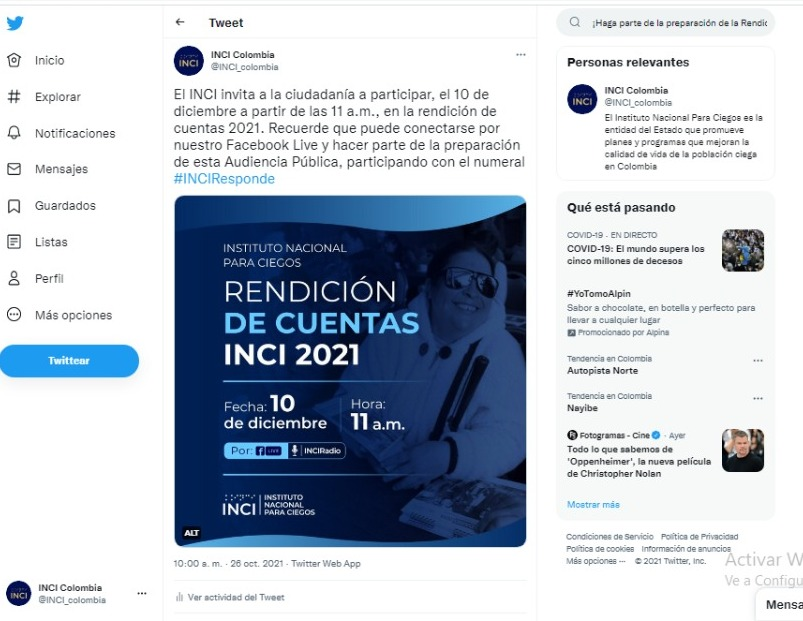 Inicio
Explorar
Notificaciones
Mensajes
Guardados
Listas
Perfil
Más opciones
Twittear
INCI Colombia
@INCI_colombia
Tweet
INCI
INCI Colombia
@INCI_colombia
El INCI invita a la ciudadanía a participar, el 10 de
diciembre a partir de las 11 a.m., en la rendición de
cuentas 2021. Recuerde que puede conectarse por
nuestro Facebook Live y hacer parte de la preparación
de esta Audiencia Pública, participando con el numeral
#INCIResponde
INSTITUTO NACIONAL
PARA CIEGOS
RENDICIÓN
DE CUENTAS
INCI 2021
Fecha: 10
de diciembre
Hora:
11 a.m.
Por: f LIVE INCIRadio
INCI
INSTITUTO
NACIONAL
PARA CIEGOS
ALT
10:00 a. m. · 26 oct. 2021 · Twitter Web App
Ver actividad del Tweet
¡Haga parte de la preparación de la Rendic
Personas relevantes
INCI
INCI Colombia
@INCI_colombia
El Instituto Nacional Para Ciegos es la
entidad del Estado que promueve
planes y programas que mejoran la
calidad de vida de la población ciega
en Colombia
Qué está pasando
COVID-19 · EN DIRECTO
COVID-19: El mundo supera los
cinco millones de decesos
#YoTomoAlpin
Sabor a chocolate, en botella y perfecto para
llevar a cualquier lugar
Promocionado por Alpina
Tendencia en Colombia
Autopista Norte
Tendencia en Colombia
Nayibe
Fotogramas - Cine · Ayer
Todo lo que sabemos de
'Oppenheimer', la nueva película
de Christopher Nolan
Mostrar más
Condiciones de Servicio Política de Privacidad
Política de cookies Información de anuncios
Más opciones ··· © 2021 Twitter, Inc.
Activar W
Ve a Configu
Mensa